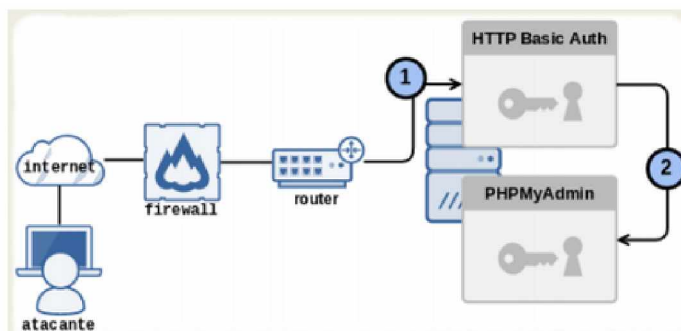 HTTP Basic Auth
1
internet
firewall
router
2
PHPMyAdmin
atacante